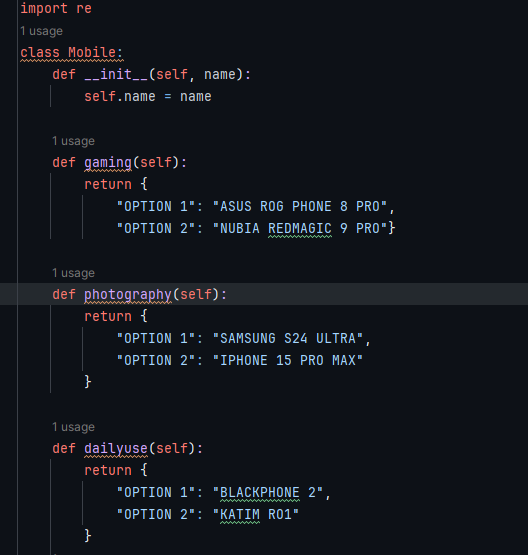 import re
1 usage
class Mobile:
    def __init__(self, name):
        self.name = name
    1 usage
    def gaming(self):
        return {
            "OPTION 1": "ASUS ROG PHONE 8 PRO",
            "OPTION 2": "NUBIA REDMAGIC 9 PRO"}
    1 usage
    def photography(self):
        return {
            "OPTION 1": "SAMSUNG S24 ULTRA",
            "OPTION 2": "IPHONE 15 PRO MAX"
        }
    1 usage
    def dailyuse(self):
        return {
            "OPTION 1": "BLACKPHONE 2",
            "OPTION 2": "KATIM RO1"
        }